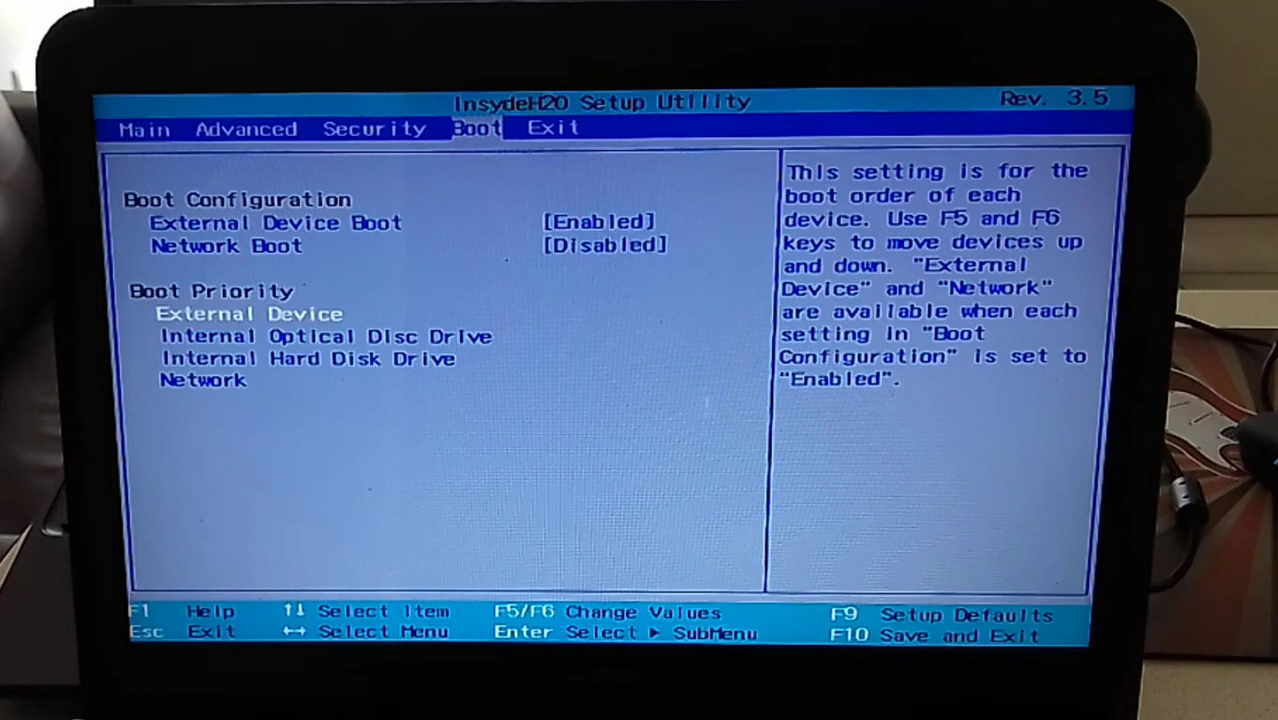 InsydeH20 Setup Utility Rev. 3.5
Main Advanced Security Boot Exit
Boot Configuration
External Device Boot [Enabled]
Network Boot [Disabled]
Boot Priority
External Device
Internal Optical Disc Drive
Internal Hard Disk Drive
Network
This setting is for the
boot order of each
device. Use F5 and F6
keys to move devices up
and down. "External
Device" and "Network"
are available when each
setting in "Boot
Configuration" is set to
"Enabled".
F1 Help ↑↓ Select Item F5/F6 Change Values F9 Setup Defaults
Esc Exit ↔ Select Menu Enter Select ▶ SubMenu F10 Save and Exit